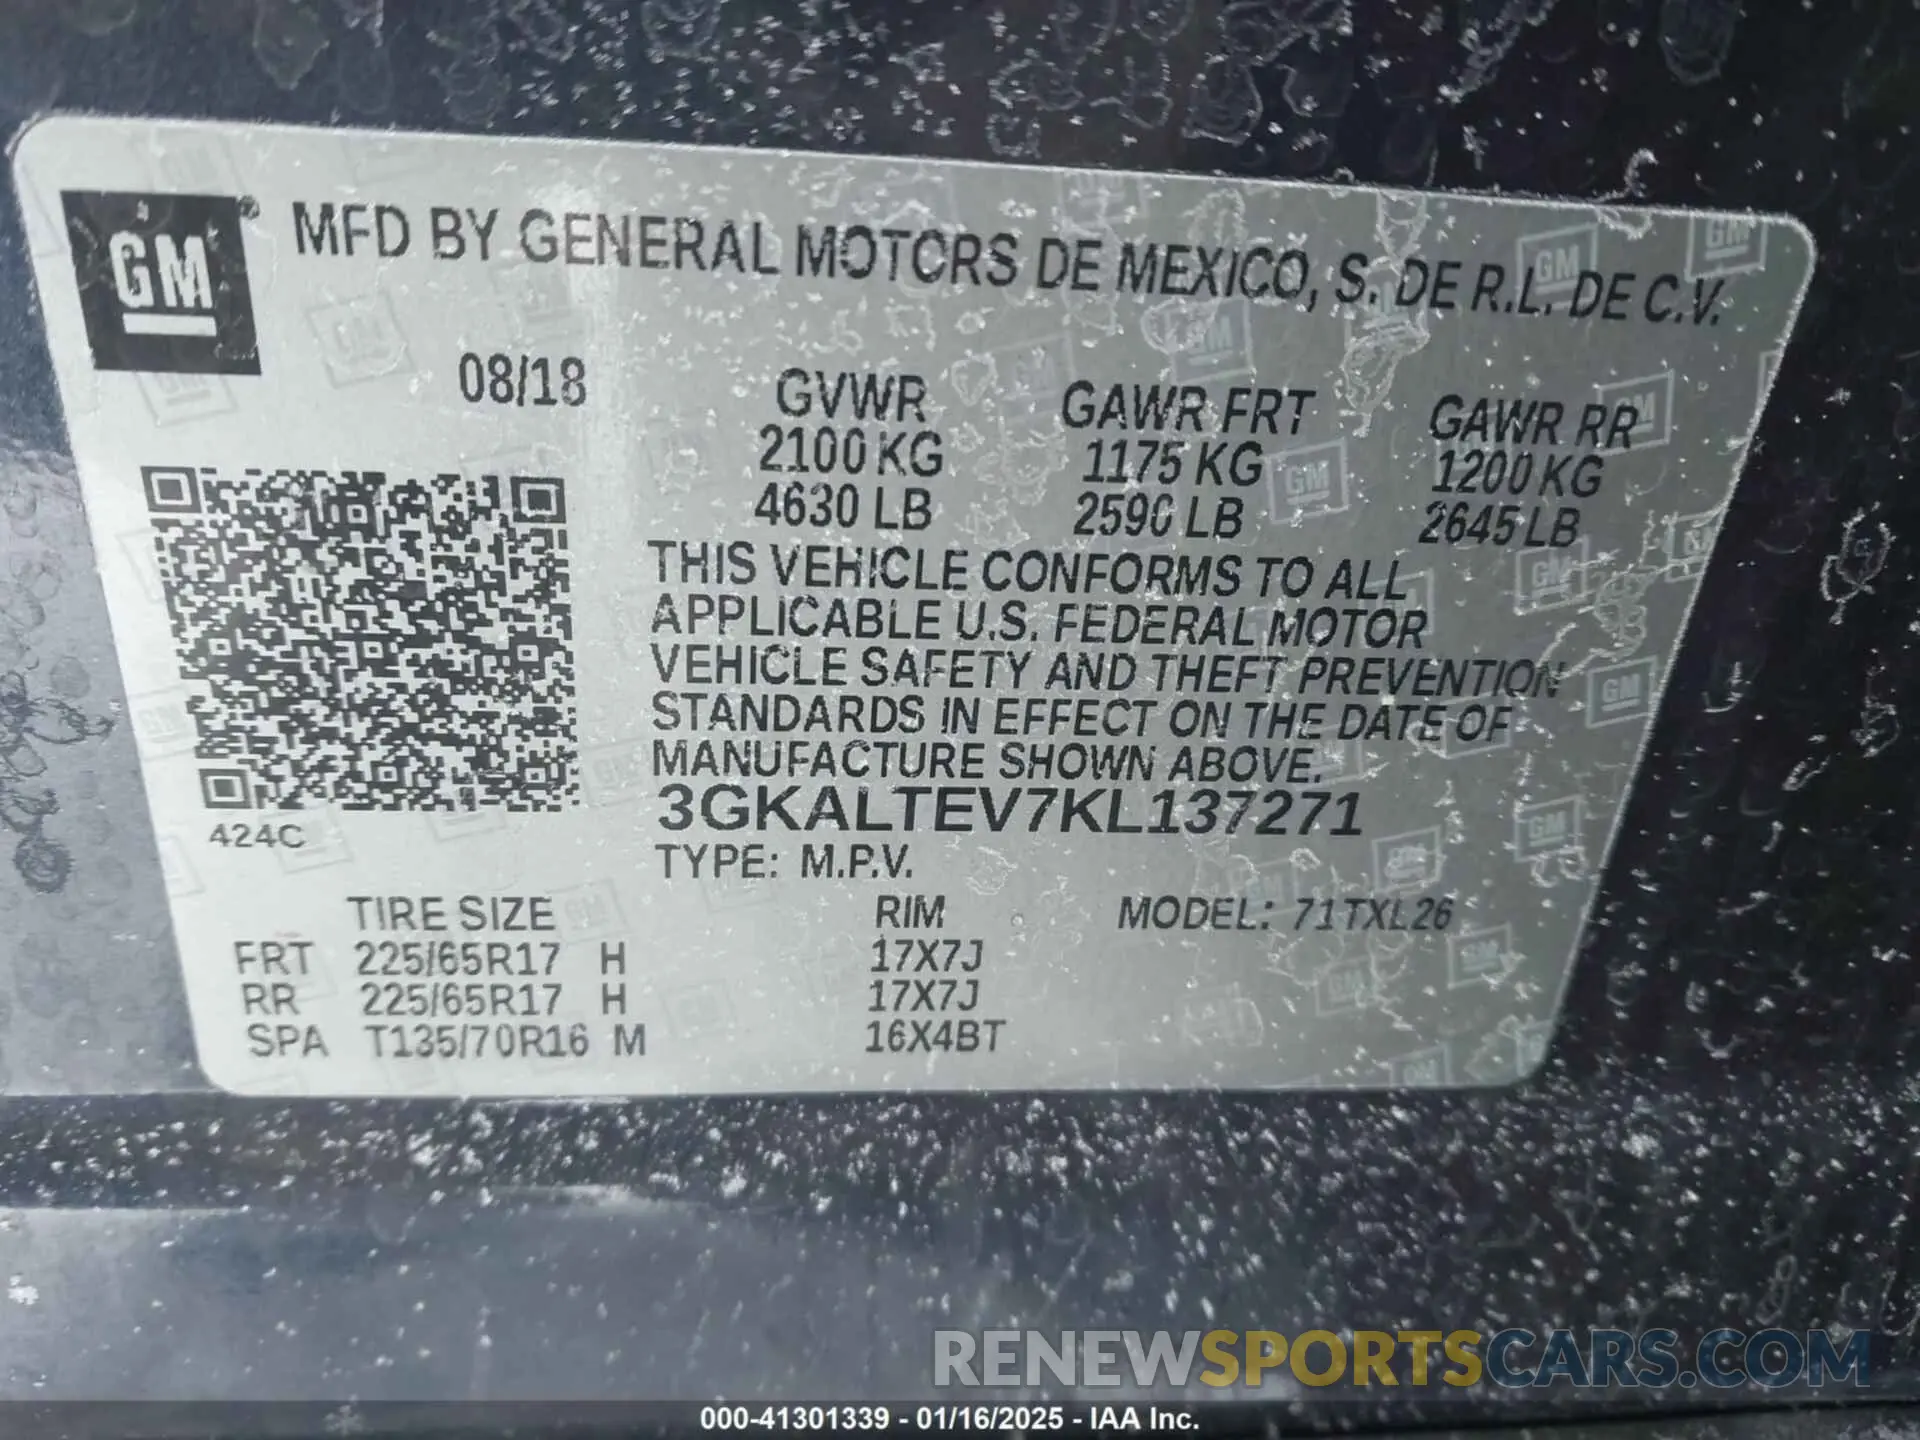 GM ® MFD BY GENERAL MOTORS DE MEXICO, S. DE R.L. DE C.V.
08/18 GVWR GAWR FRT GAWR RR
2100 KG 1175 KG 1200 KG
4630 LB 2590 LB 2645 LB
THIS VEHICLE CONFORMS TO ALL
APPLICABLE U.S. FEDERAL MOTOR
VEHICLE SAFETY AND THEFT PREVENTION
STANDARDS IN EFFECT ON THE DATE OF
MANUFACTURE SHOWN ABOVE.
3GKALTEV7KL137271
424C
TYPE: M.P.V.
TIRE SIZE RIM MODEL: 71TXL26
FRT 225/65R17 H 17X7J
RR 225/65R17 H 17X7J
SPA T135/70R16 M 16X4BT
RENEWSPORTSCARS.COM
000-41301339 - 01/16/2025 - IAA Inc.